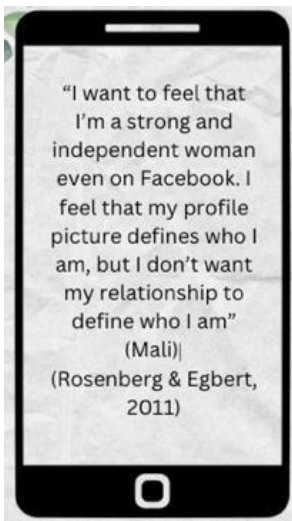 “I want to feel that
I’m a strong and
independent woman
even on Facebook. I
feel that my profile
picture defines who I
am, but I don’t want
my relationship to
define who I am”
(Mali)|
(Rosenberg & Egbert,
2011)